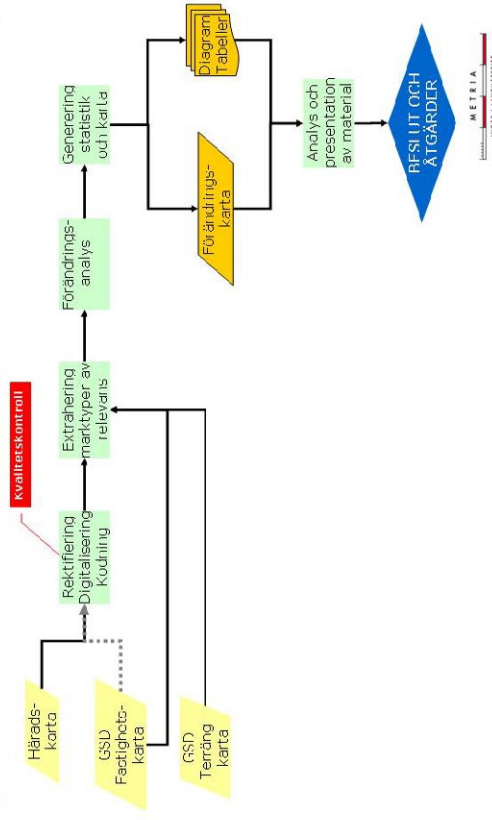 Härads-
karta
GSD
Fastighets-
karta
GSD
Terräng
karta
Kvalitetskontroll
Rektifiering
Digitalisering
Kodning
Extrahering
marktyper av
relevans
Förändrings-
analys
Generering
statistik
och karta
Förändrings-
karta
Diagram
Tabeller
Analys och
presentation
av material
BESLUT OCH
ÅTGÄRDER
METRIA